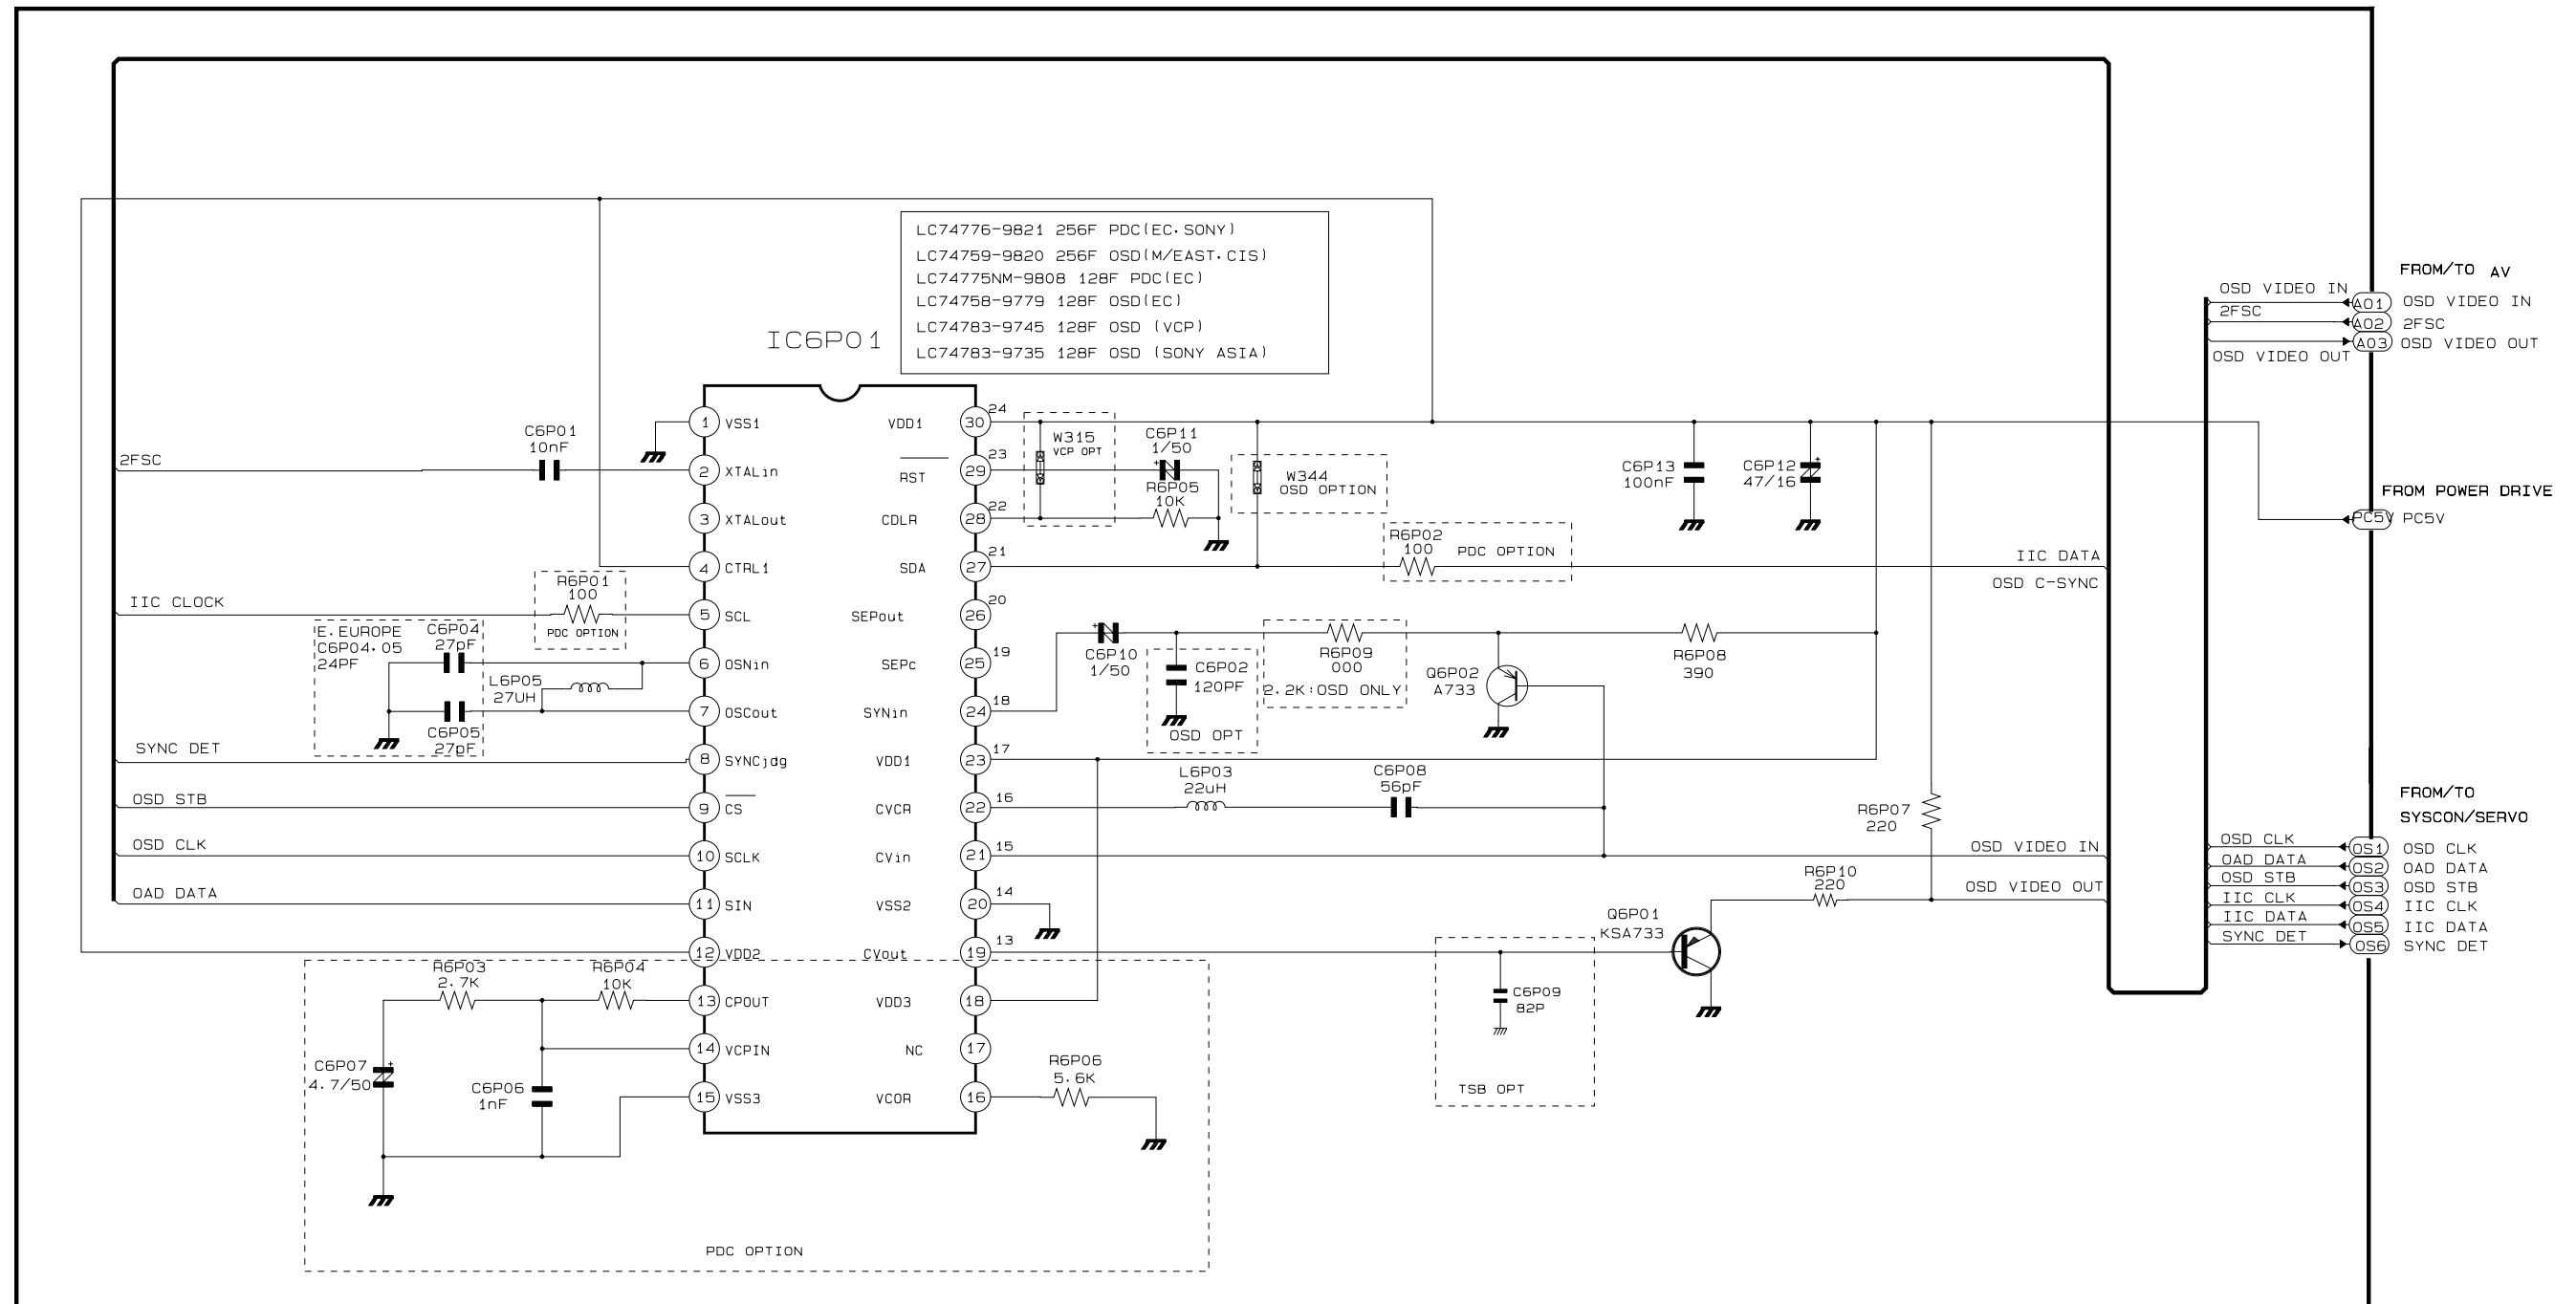 LC74776-9821 256F PDC(EC.SONY)
LC74759-9820 256F OSD(M/EAST.CIS)
LC74775NM-9808 128F PDC(EC)
LC74758-9779 128F OSD(EC)
LC74783-9745 128F OSD (VCP)
LC74783-9735 128F OSD (SONY ASIA)
IC6P01
1 VSS1
2 XTALin
3 XTALout
4 CTRL1
5 SCL
6 OSNin
7 OSCout
8 SYNCjdg
9 CS
10 SCLK
11 SIN
12 VDD2
13 CPOUT
14 VCPIN
15 VSS3
VDD1 30 24
RST 29 23
CDLR 28 22
SDA 27 21
SEPout 26 20
SEPc 25 19
SYNin 24 18
VDD1 23 17
CVCR 22 16
CVin 21 15
VSS2 20 14
CVout 19 13
VDD3 18
NC 17
VCOR 16
2FSC
C6P01
10nF
IIC CLOCK
R6P01
100
PDC OPTION
E.EUROPE
C6P04.05
24PF
C6P04
27pF
L6P05
27UH
C6P05
27pF
SYNC DET
OSD STB
OSD CLK
OAD DATA
R6P03
2.7K
R6P04
10K
C6P07
4.7/50
C6P06
1nF
R6P06
5.6K
PDC OPTION
W315
VCP OPT
C6P11
1/50
R6P05
10K
W344
OSD OPTION
R6P02
100
PDC OPTION
C6P13
100nF
C6P12
47/16
IIC DATA
OSD C-SYNC
C6P10
1/50
C6P02
120PF
OSD OPT
R6P09
000
2.2K:OSD ONLY
Q6P02
A733
R6P08
390
L6P03
22uH
C6P08
56pF
R6P07
220
OSD VIDEO IN
R6P10
220
OSD VIDEO OUT
Q6P01
KSA733
C6P09
82P
TSB OPT
FROM/TO AV
OSD VIDEO IN A01 OSD VIDEO IN
2FSC A02 2FSC
OSD VIDEO OUT A03 OSD VIDEO OUT
FROM POWER DRIVE
PC5V PC5V
FROM/TO
SYSCON/SERVO
OSD CLK OS1 OSD CLK
OAD DATA OS2 OAD DATA
OSD STB OS3 OSD STB
IIC CLK OS4 IIC CLK
IIC DATA OS5 IIC DATA
SYNC DET OS6 SYNC DET